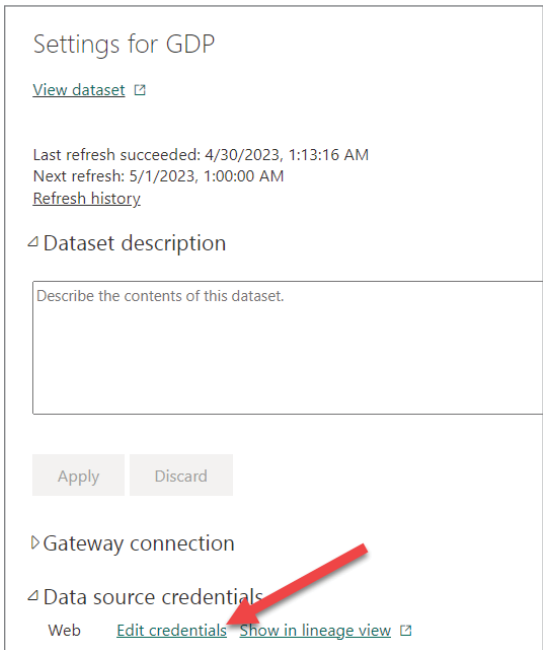 Settings for GDP
View dataset
Last refresh succeeded: 4/30/2023, 1:13:16 AM
Next refresh: 5/1/2023, 1:00:00 AM
Refresh history
Dataset description
Describe the contents of this dataset.
Apply Discard
Gateway connection
Data source credentials
Web Edit credentials Show in lineage view